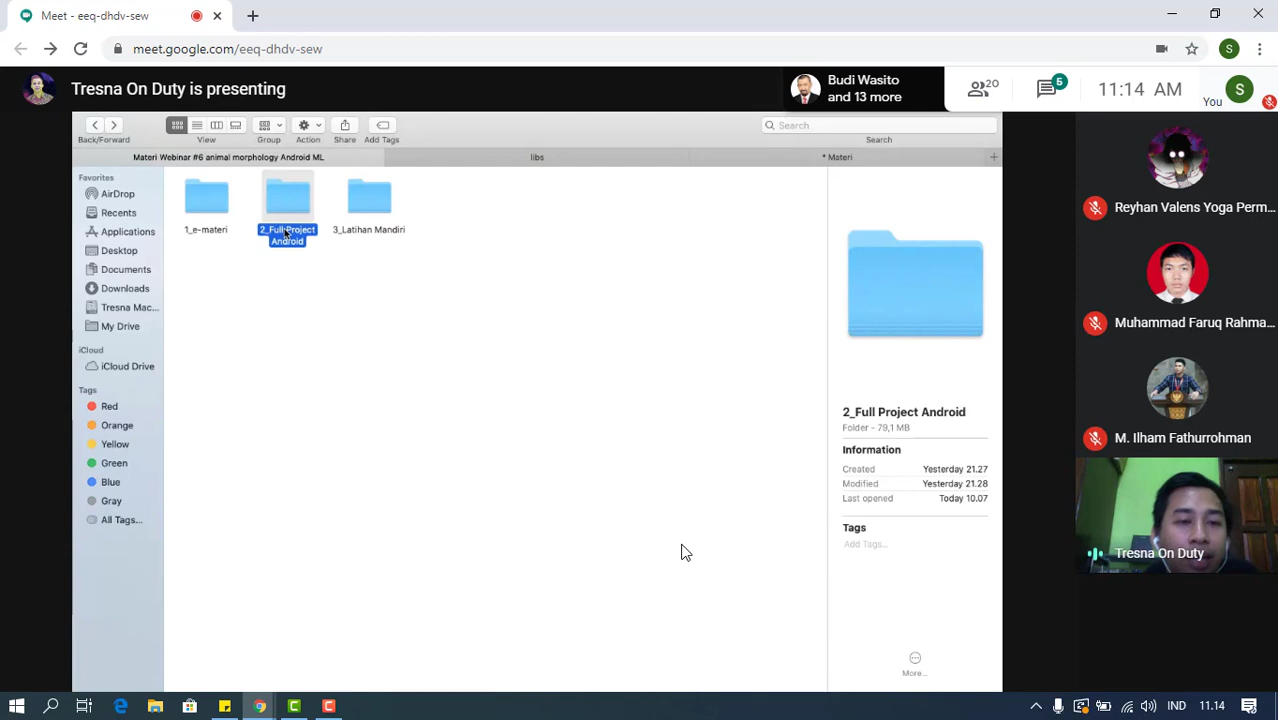 Meet - eeq-dhdv-sew
meet.google.com/eeq-dhdv-sew
S
Tresna On Duty is presenting
Budi Wasito
and 13 more
20
5
11:14 AM
You
S
Back/Forward
View
Group
Action
Share
Add Tags
Search
Search
Materi Webinar #6 animal morphology Android ML
libs
* Materi
Favorites
AirDrop
Recents
Applications
Desktop
Documents
Downloads
Tresna Mac...
My Drive
iCloud
iCloud Drive
Tags
Red
Orange
Yellow
Green
Blue
Gray
All Tags...
1_e-materi
2_Full Project
Android
3_Latihan Mandiri
2_Full Project Android
Folder - 79,1 MB
Information
Created Yesterday 21.27
Modified Yesterday 21.28
Last opened Today 10.07
Tags
Add Tags...
More...
Reyhan Valens Yoga Perm...
Muhammad Faruq Rahma...
M. Ilham Fathurrohman
Tresna On Duty
IND
11.14